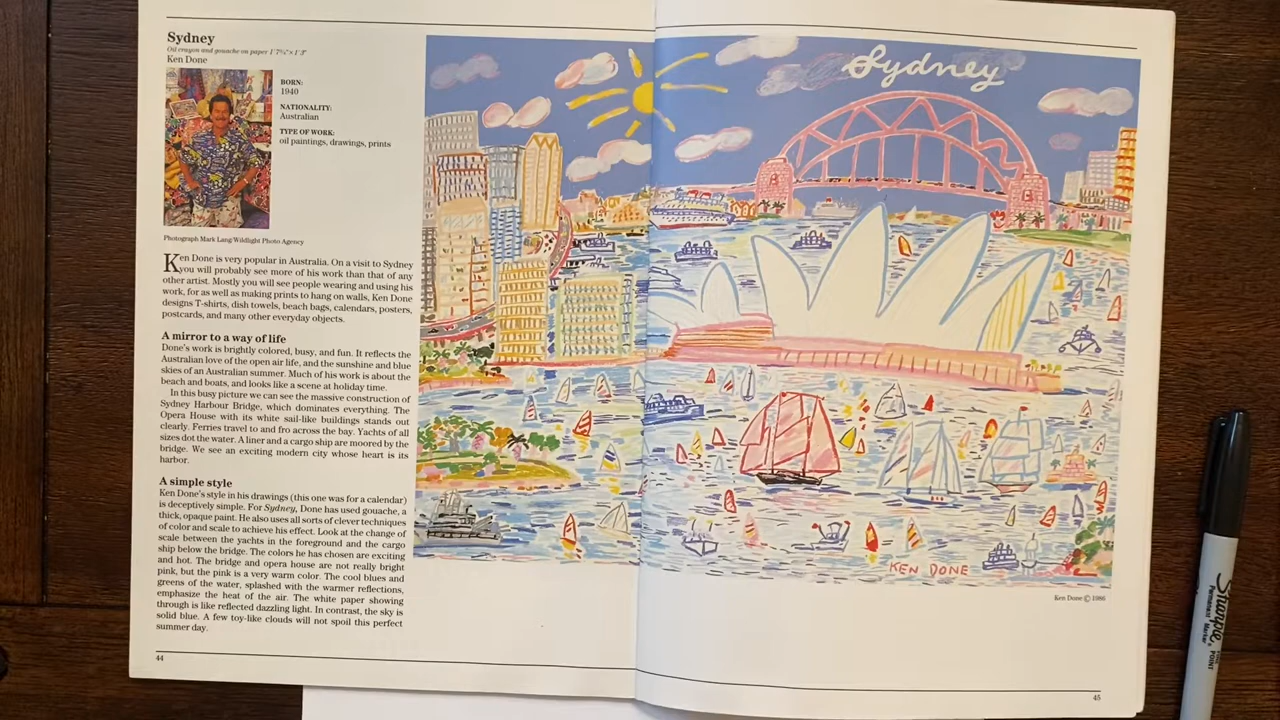 Sydney
Oil crayon and gouache on paper 1' 7¾" × 1' 3"
Ken Done
BORN:
1940
NATIONALITY:
Australian
TYPE OF WORK:
oil paintings, drawings, prints
Photograph Mark Lang/Wildlight Photo Agency
Ken Done is very popular in Australia. On a visit to Sydney
you will probably see more of his work than that of any
other artist. Mostly you will see people wearing and using his
work, for as well as making prints to hang on walls, Ken Done
designs T-shirts, dish towels, beach bags, calendars, posters,
postcards, and many other everyday objects.
A mirror to a way of life
Done's work is brightly colored, busy, and fun. It reflects the
Australian love of the open air life, and the sunshine and blue
skies of an Australian summer. Much of his work is about the
beach and boats, and looks like a scene at holiday time.
In this busy picture we can see the massive construction of
Sydney Harbour Bridge, which dominates everything. The
Opera House with its white sail-like buildings stands out
clearly. Ferries travel to and fro across the bay. Yachts of all
sizes dot the water. A liner and a cargo ship are moored by the
bridge. We see an exciting modern city whose heart is its
harbor.
A simple style
Ken Done's style in his drawings (this one was for a calendar)
is deceptively simple. For Sydney, Done has used gouache, a
thick, opaque paint. He also uses all sorts of clever techniques
of color and scale to achieve his effect. Look at the change of
scale between the yachts in the foreground and the cargo
ship below the bridge. The colors he has chosen are exciting
and hot. The bridge and opera house are not really bright
pink, but the pink is a very warm color. The cool blues and
greens of the water, splashed with the warmer reflections,
emphasize the heat of the air. The white paper showing
through is like reflected dazzling light. In contrast, the sky is
solid blue. A few toy-like clouds will not spoil this perfect
summer day.
44
Sydney
KEN DONE
Ken Done © 1986
45
Sharpie
Permanent Marker
FINE POINT